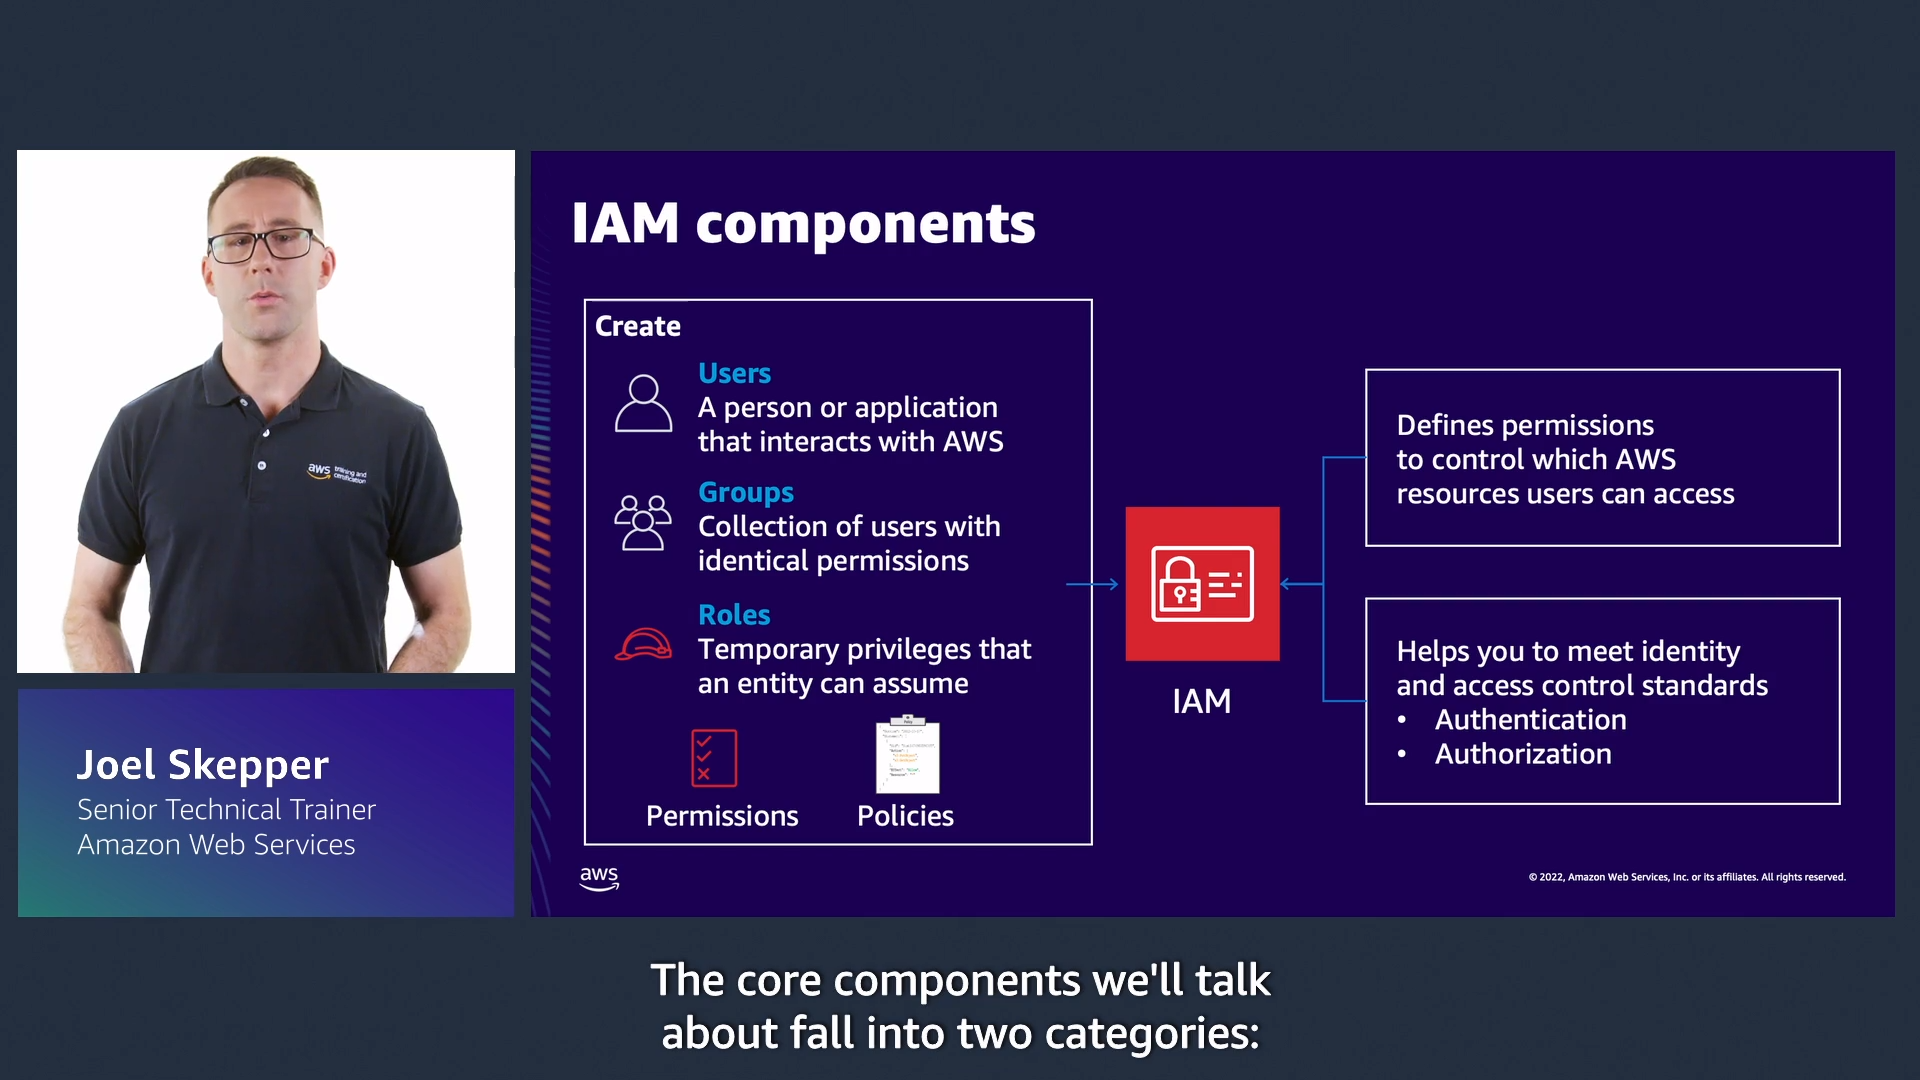 aws training and
certification
Joel Skepper
Senior Technical Trainer
Amazon Web Services
IAM components
Create
Users
A person or application
that interacts with AWS
Groups
Collection of users with
identical permissions
Roles
Temporary privileges that
an entity can assume
Permissions
Policies
IAM
Defines permissions
to control which AWS
resources users can access
Helps you to meet identity
and access control standards
• Authentication
• Authorization
aws
© 2022, Amazon Web Services, Inc. or its affiliates. All rights reserved.
The core components we'll talk
about fall into two categories: